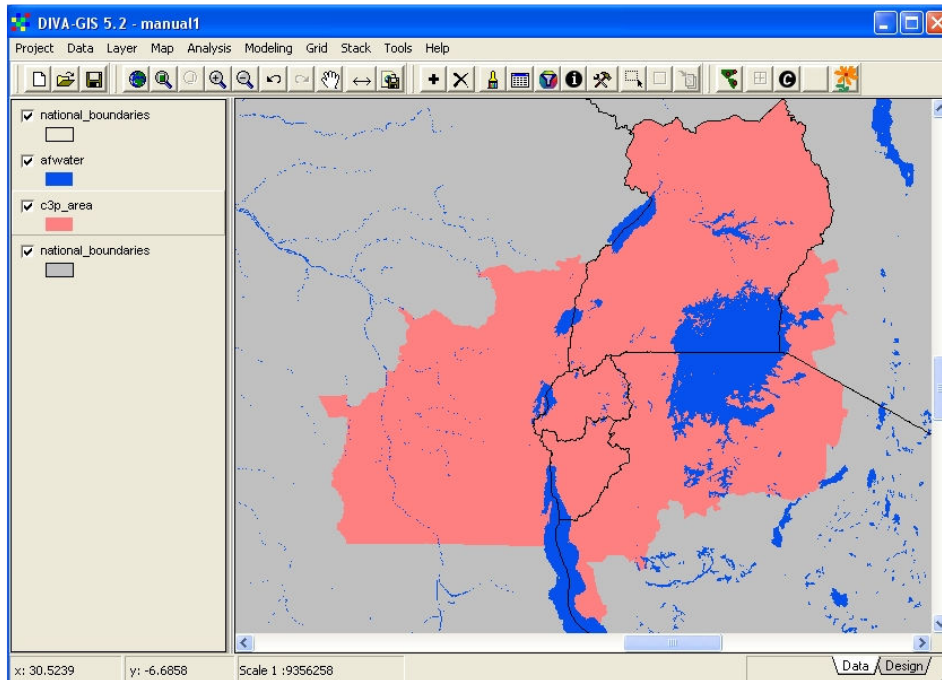 DIVA-GIS 5.2 - manual1
Project Data Layer Map Analysis Modeling Grid Stack Tools Help
national_boundaries
afwater
c3p_area
national_boundaries
x: 30.5239 y: -6.6858 Scale 1 :9356258 Data Design